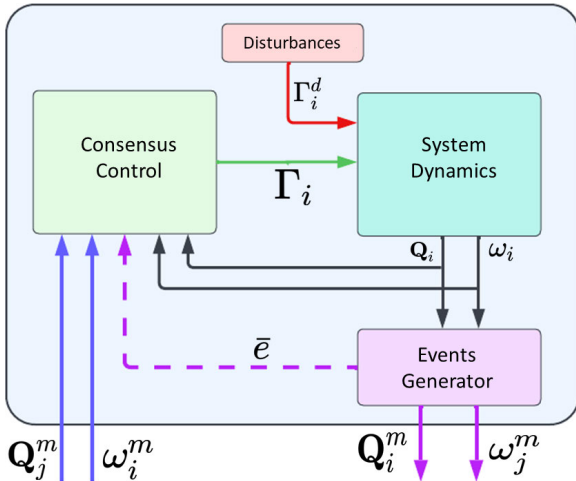 Disturbances
Γ_i^d
Consensus
Control
System
Dynamics
Γ_i
Q_i ω_i
ē
Events
Generator
Q_j^m ω_i^m
Q_i^m ω_j^m